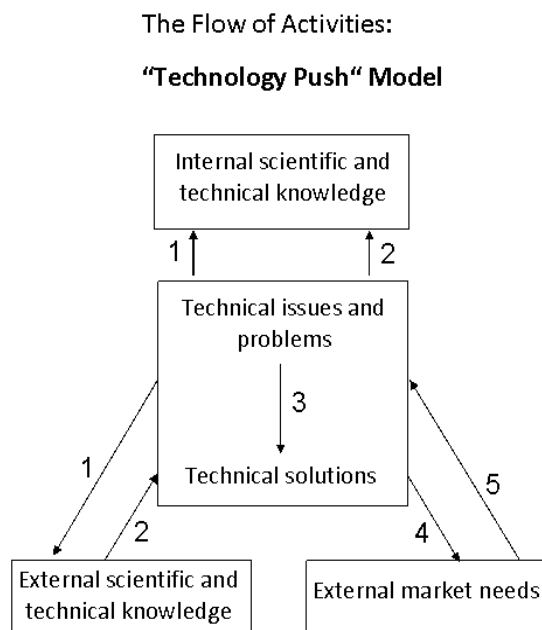 The Flow of Activities:
“Technology Push“ Model
Internal scientific and
technical knowledge
1
2
Technical issues and
problems
3
Technical solutions
1
2
4
5
External scientific and
technical knowledge
External market needs